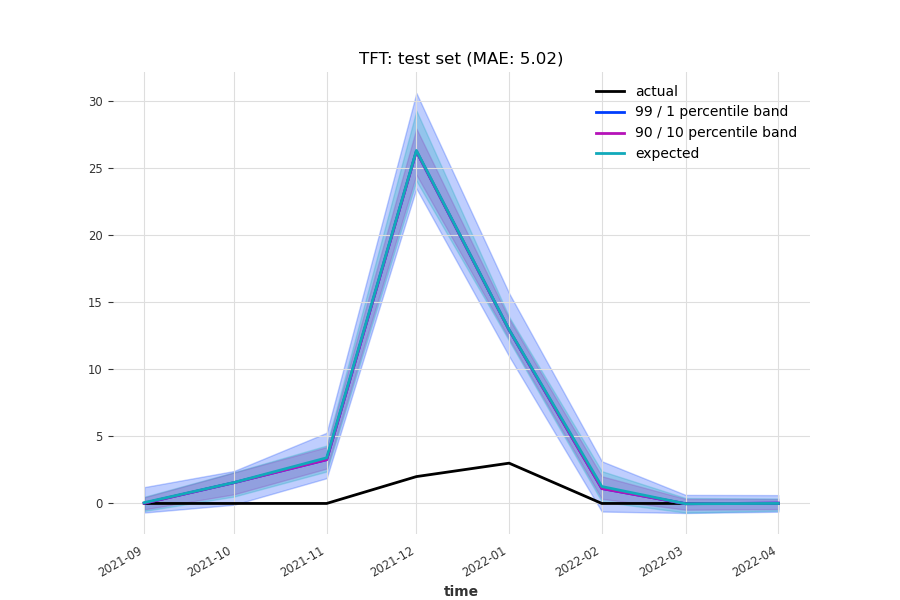 TFT: test set (MAE: 5.02)
actual
99 / 1 percentile band
90 / 10 percentile band
expected
30
25
20
15
10
5
0
2021-09
2021-10
2021-11
2021-12
2022-01
2022-02
2022-03
2022-04
time